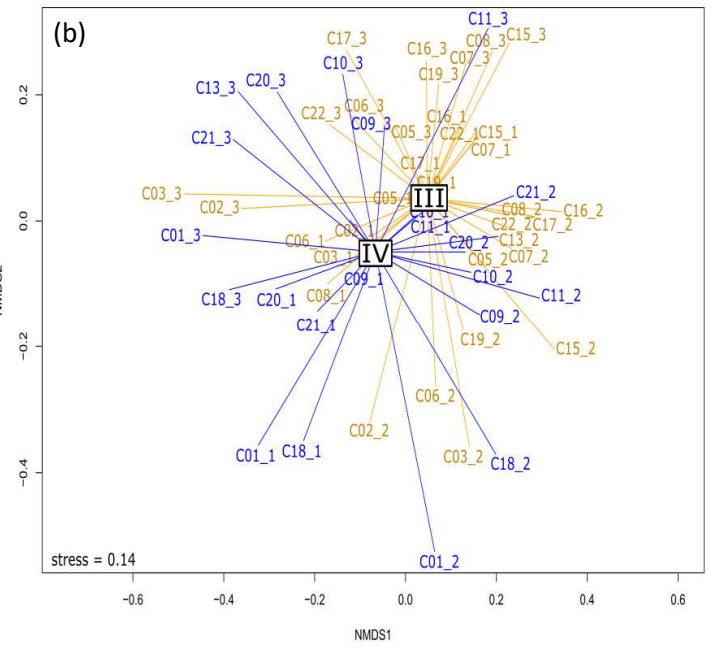 (b)
C11_3
C17_3
C15_3
C08_3
C16_3
C07_3
C10_3
C19_3
C20_3
C13_3
0.2
C06_3
C22_3
C16_1
C09_3
C05_3
C22_1
C15_1
C21_3
C07_1
C17_1
C19_1
C03_3
C05
III
C21_2
C02_3
C08_2
C16_2
0.0
C01_3
C11_1
C22_2
C17_2
C06_1
C20_2
C13_2
IV
C03_1
C05_2
C07_2
C09_1
C10_2
C18_3
C20_1
C08_1
C11_2
C21_1
C09_2
−0.2
C19_2
C15_2
C06_2
C02_2
C01_1
C18_1
C03_2
C18_2
−0.4
stress = 0.14
C01_2
−0.6
−0.4
−0.2
0.0
0.2
0.4
0.6
NMDS1